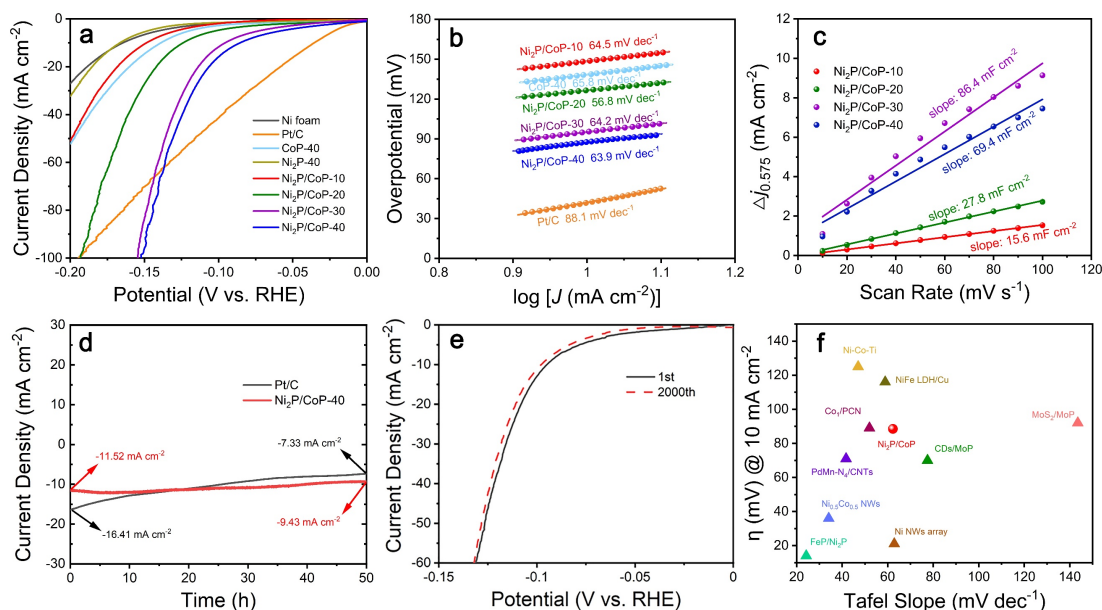 a
Current Density (mA cm⁻²)
0
-20
-40
-60
-80
-100
Ni foam
Pt/C
CoP-40
Ni₂P-40
Ni₂P/CoP-10
Ni₂P/CoP-20
Ni₂P/CoP-30
Ni₂P/CoP-40
-0.20
-0.15
-0.10
-0.05
0.00
Potential (V vs. RHE)
b
Overpotential (mV)
180
150
120
90
60
30
0
Ni₂P/CoP-10 64.5 mV dec⁻¹
CoP-40 65.8 mV dec⁻¹
Ni₂P/CoP-20 56.8 mV dec⁻¹
Ni₂P/CoP-30 64.2 mV dec⁻¹
Ni₂P/CoP-40 63.9 mV dec⁻¹
Pt/C 88.1 mV dec⁻¹
0.8
0.9
1.0
1.1
1.2
log [J (mA cm⁻²)]
c
△j₀.₅₇₅ (mA cm⁻²)
12
10
8
6
4
2
0
Ni₂P/CoP-10
Ni₂P/CoP-20
Ni₂P/CoP-30
Ni₂P/CoP-40
slope: 86.4 mF cm⁻²
slope: 69.4 mF cm⁻²
slope: 27.8 mF cm⁻²
slope: 15.6 mF cm⁻²
0
20
40
60
80
100
120
Scan Rate (mV s⁻¹)
d
Current Density (mA cm⁻²)
30
20
10
0
-10
-20
-30
Pt/C
Ni₂P/CoP-40
-11.52 mA cm⁻²
-7.33 mA cm⁻²
-16.41 mA cm⁻²
-9.43 mA cm⁻²
0
10
20
30
40
50
Time (h)
e
Current Density (mA cm⁻²)
0
-10
-20
-30
-40
-50
-60
1st
2000th
-0.15
-0.10
-0.05
0
Potential (V vs. RHE)
f
η (mV) @ 10 mA cm⁻²
140
120
100
80
60
40
20
Ni-Co-Ti
NiFe LDH/Cu
Co₁/PCN
MoS₂/MoP
Ni₂P/CoP
CDs/MoP
PdMn-N₄/CNTs
Ni₀.₅Co₀.₅ NWs
Ni NWs array
FeP/Ni₂P
20
40
60
80
100
120
140
Tafel Slope (mV dec⁻¹)